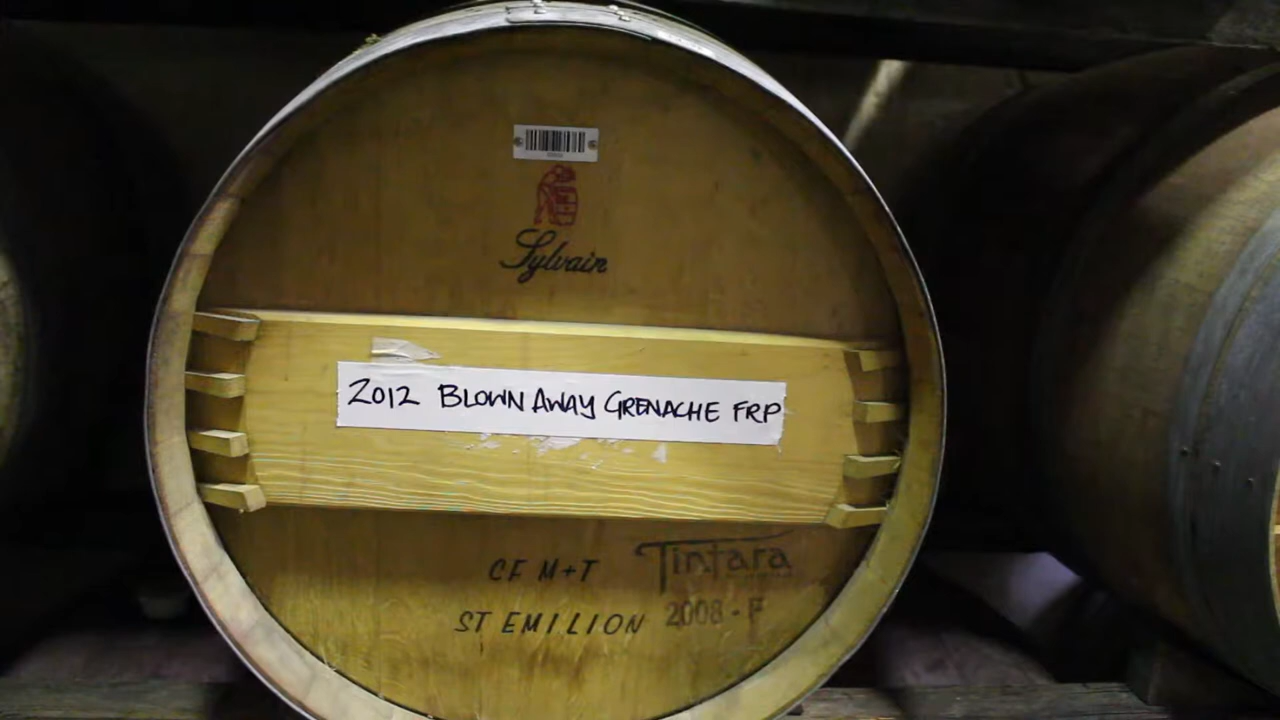 Sylvain
2012 BLOWN AWAY GRENACHE FRP
CF M+T Tintara
ST EMILION 2008 - F